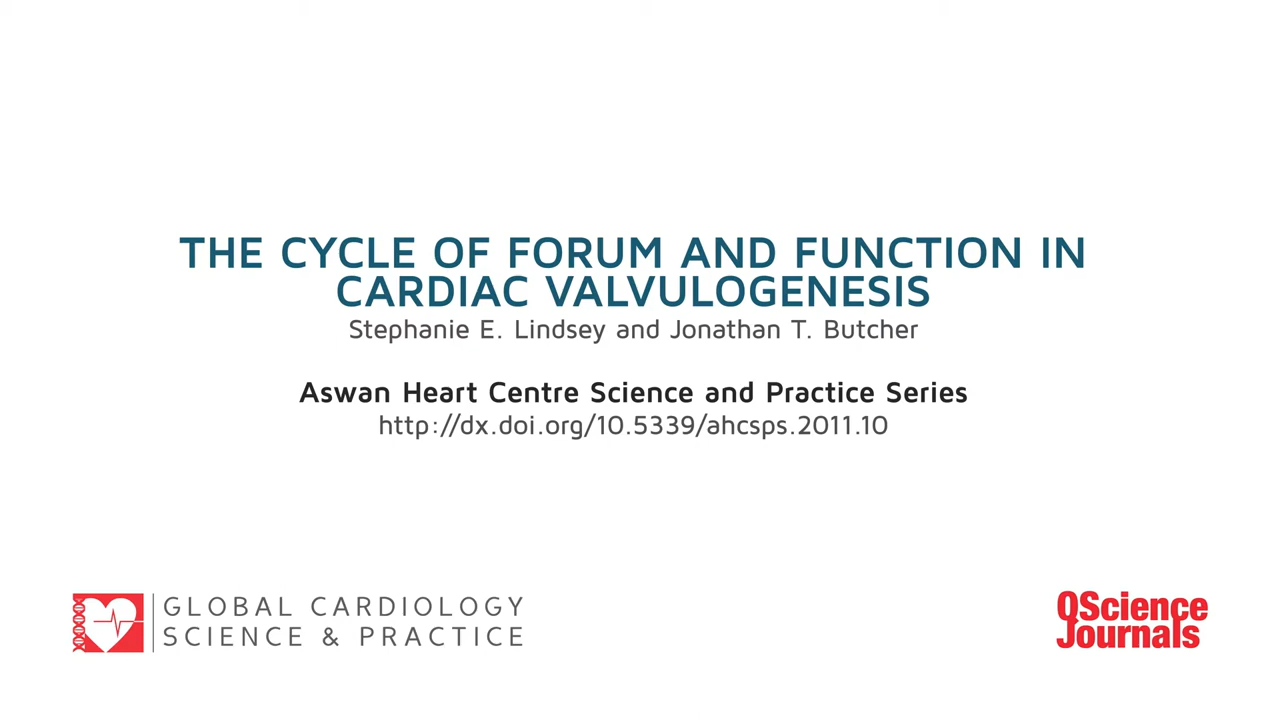 THE CYCLE OF FORUM AND FUNCTION IN
CARDIAC VALVULOGENESIS
Stephanie E. Lindsey and Jonathan T. Butcher
Aswan Heart Centre Science and Practice Series
http://dx.doi.org/10.5339/ahcsps.2011.10
GLOBAL CARDIOLOGY
SCIENCE & PRACTICE
QScience
Journals